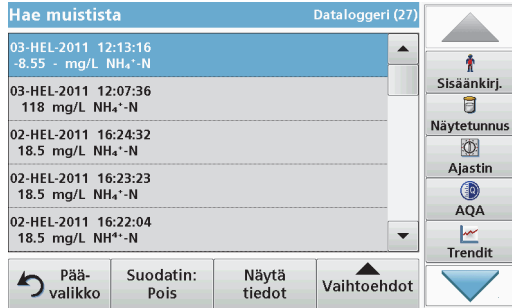 Hae muistista
Dataloggeri (27)
03-HEL-2011 12:13:16
-8.55 - mg/L NH₄⁺-N
03-HEL-2011 12:07:36
118 mg/L NH₄⁺-N
02-HEL-2011 16:24:32
18.5 mg/L NH₄⁺-N
02-HEL-2011 16:23:23
18.5 mg/L NH₄⁺-N
02-HEL-2011 16:22:04
18.5 mg/L NH⁴⁺-N
Sisäänkirj.
Näytetunnus
Ajastin
AQA
Trendit
Pää-
valikko
Suodatin:
Pois
Näytä
tiedot
Vaihtoehdot